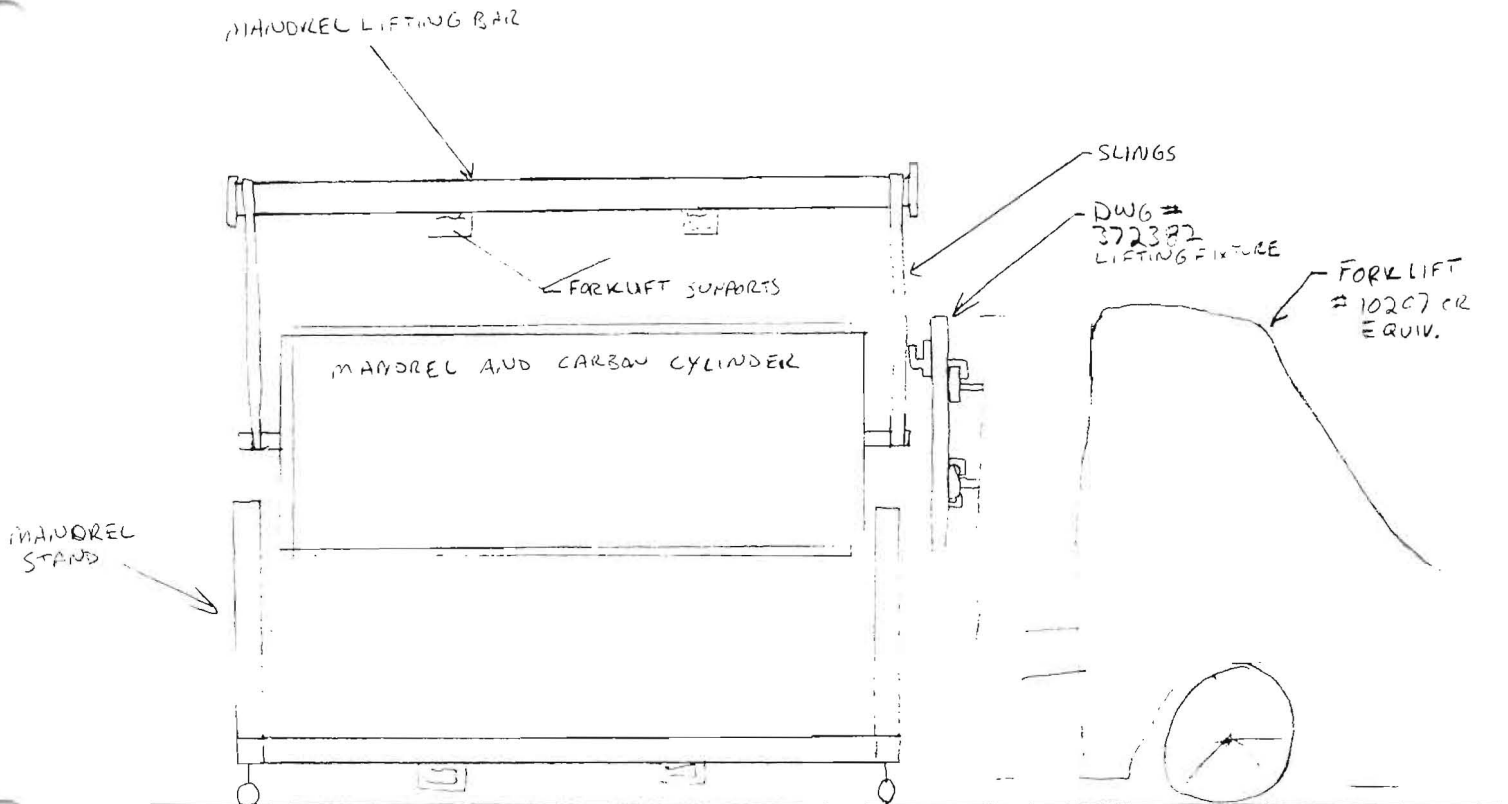 MANDREL LIFTING BAR
SLINGS
DWG #
372382
LIFTING FIXTURE
FORKLIFT
# 10207 OR
EQUIV.
FORKLIFT SUPPORTS
MANDREL AND CARBON CYLINDER
MANDREL
STAND